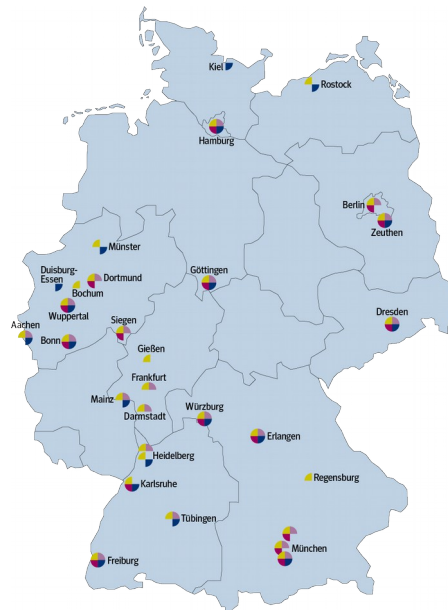 Kiel
Rostock
Hamburg
Berlin
Zeuthen
Münster
Duisburg-
Essen
Bochum
Dortmund
Göttingen
Wuppertal
Dresden
Aachen
Siegen
Bonn
Gießen
Frankfurt
Mainz
Darmstadt
Würzburg
Erlangen
Heidelberg
Regensburg
Karlsruhe
Tübingen
München
Freiburg